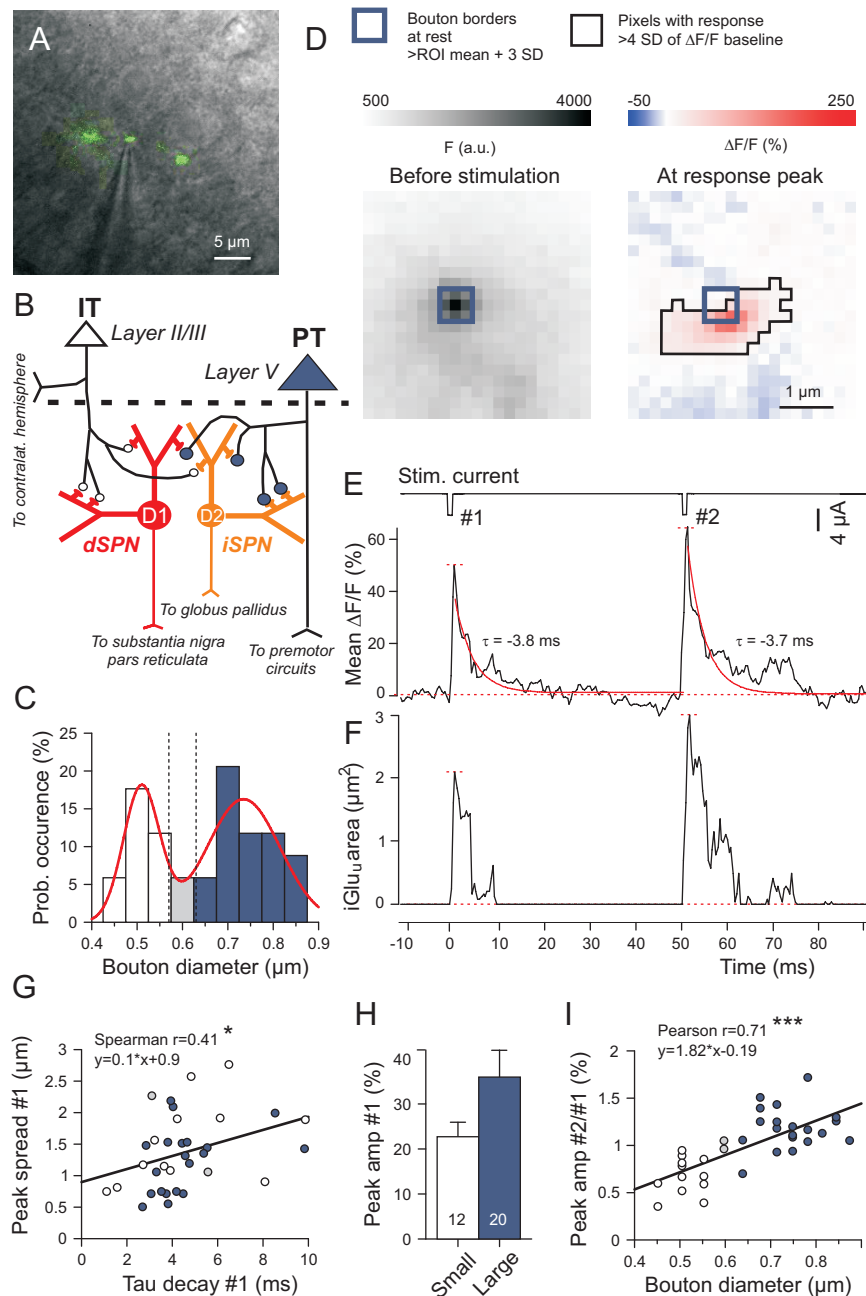 A
5 µm
B
IT
Layer II/III
PT
Layer V
To contralat. hemisphere
D1
D2
dSPN
iSPN
To globus pallidus
To substantia nigra
pars reticulata
To premotor
circuits
C
Prob. occurence (%)
25
20
15
10
5
0
0.4 0.5 0.6 0.7 0.8 0.9
Bouton diameter (µm)
D
Bouton borders
at rest
>ROI mean + 3 SD
Pixels with response
>4 SD of ΔF/F baseline
500 4000
F (a.u.)
-50 250
ΔF/F (%)
Before stimulation
At response peak
1 µm
E
Stim. current
#1
#2
4 µA
Mean ΔF/F (%)
60
40
20
0
τ = -3.8 ms
τ = -3.7 ms
F
iGluu area (µm²)
3
2
1
0
-10 0 10 20 30 40 50 60 70 80
Time (ms)
G
Spearman r=0.41 *
y=0.1*x+0.9
Peak spread #1 (µm)
3
2.5
2
1.5
1
0.5
0
0 2 4 6 8 10
Tau decay #1 (ms)
H
Peak amp #1 (%)
40
30
20
10
0
12 20
Small Large
I
Pearson r=0.71 ***
y=1.82*x-0.19
Peak amp #2/#1 (%)
2
1.5
1
0.5
0
0.4 0.5 0.6 0.7 0.8
Bouton diameter (µm)